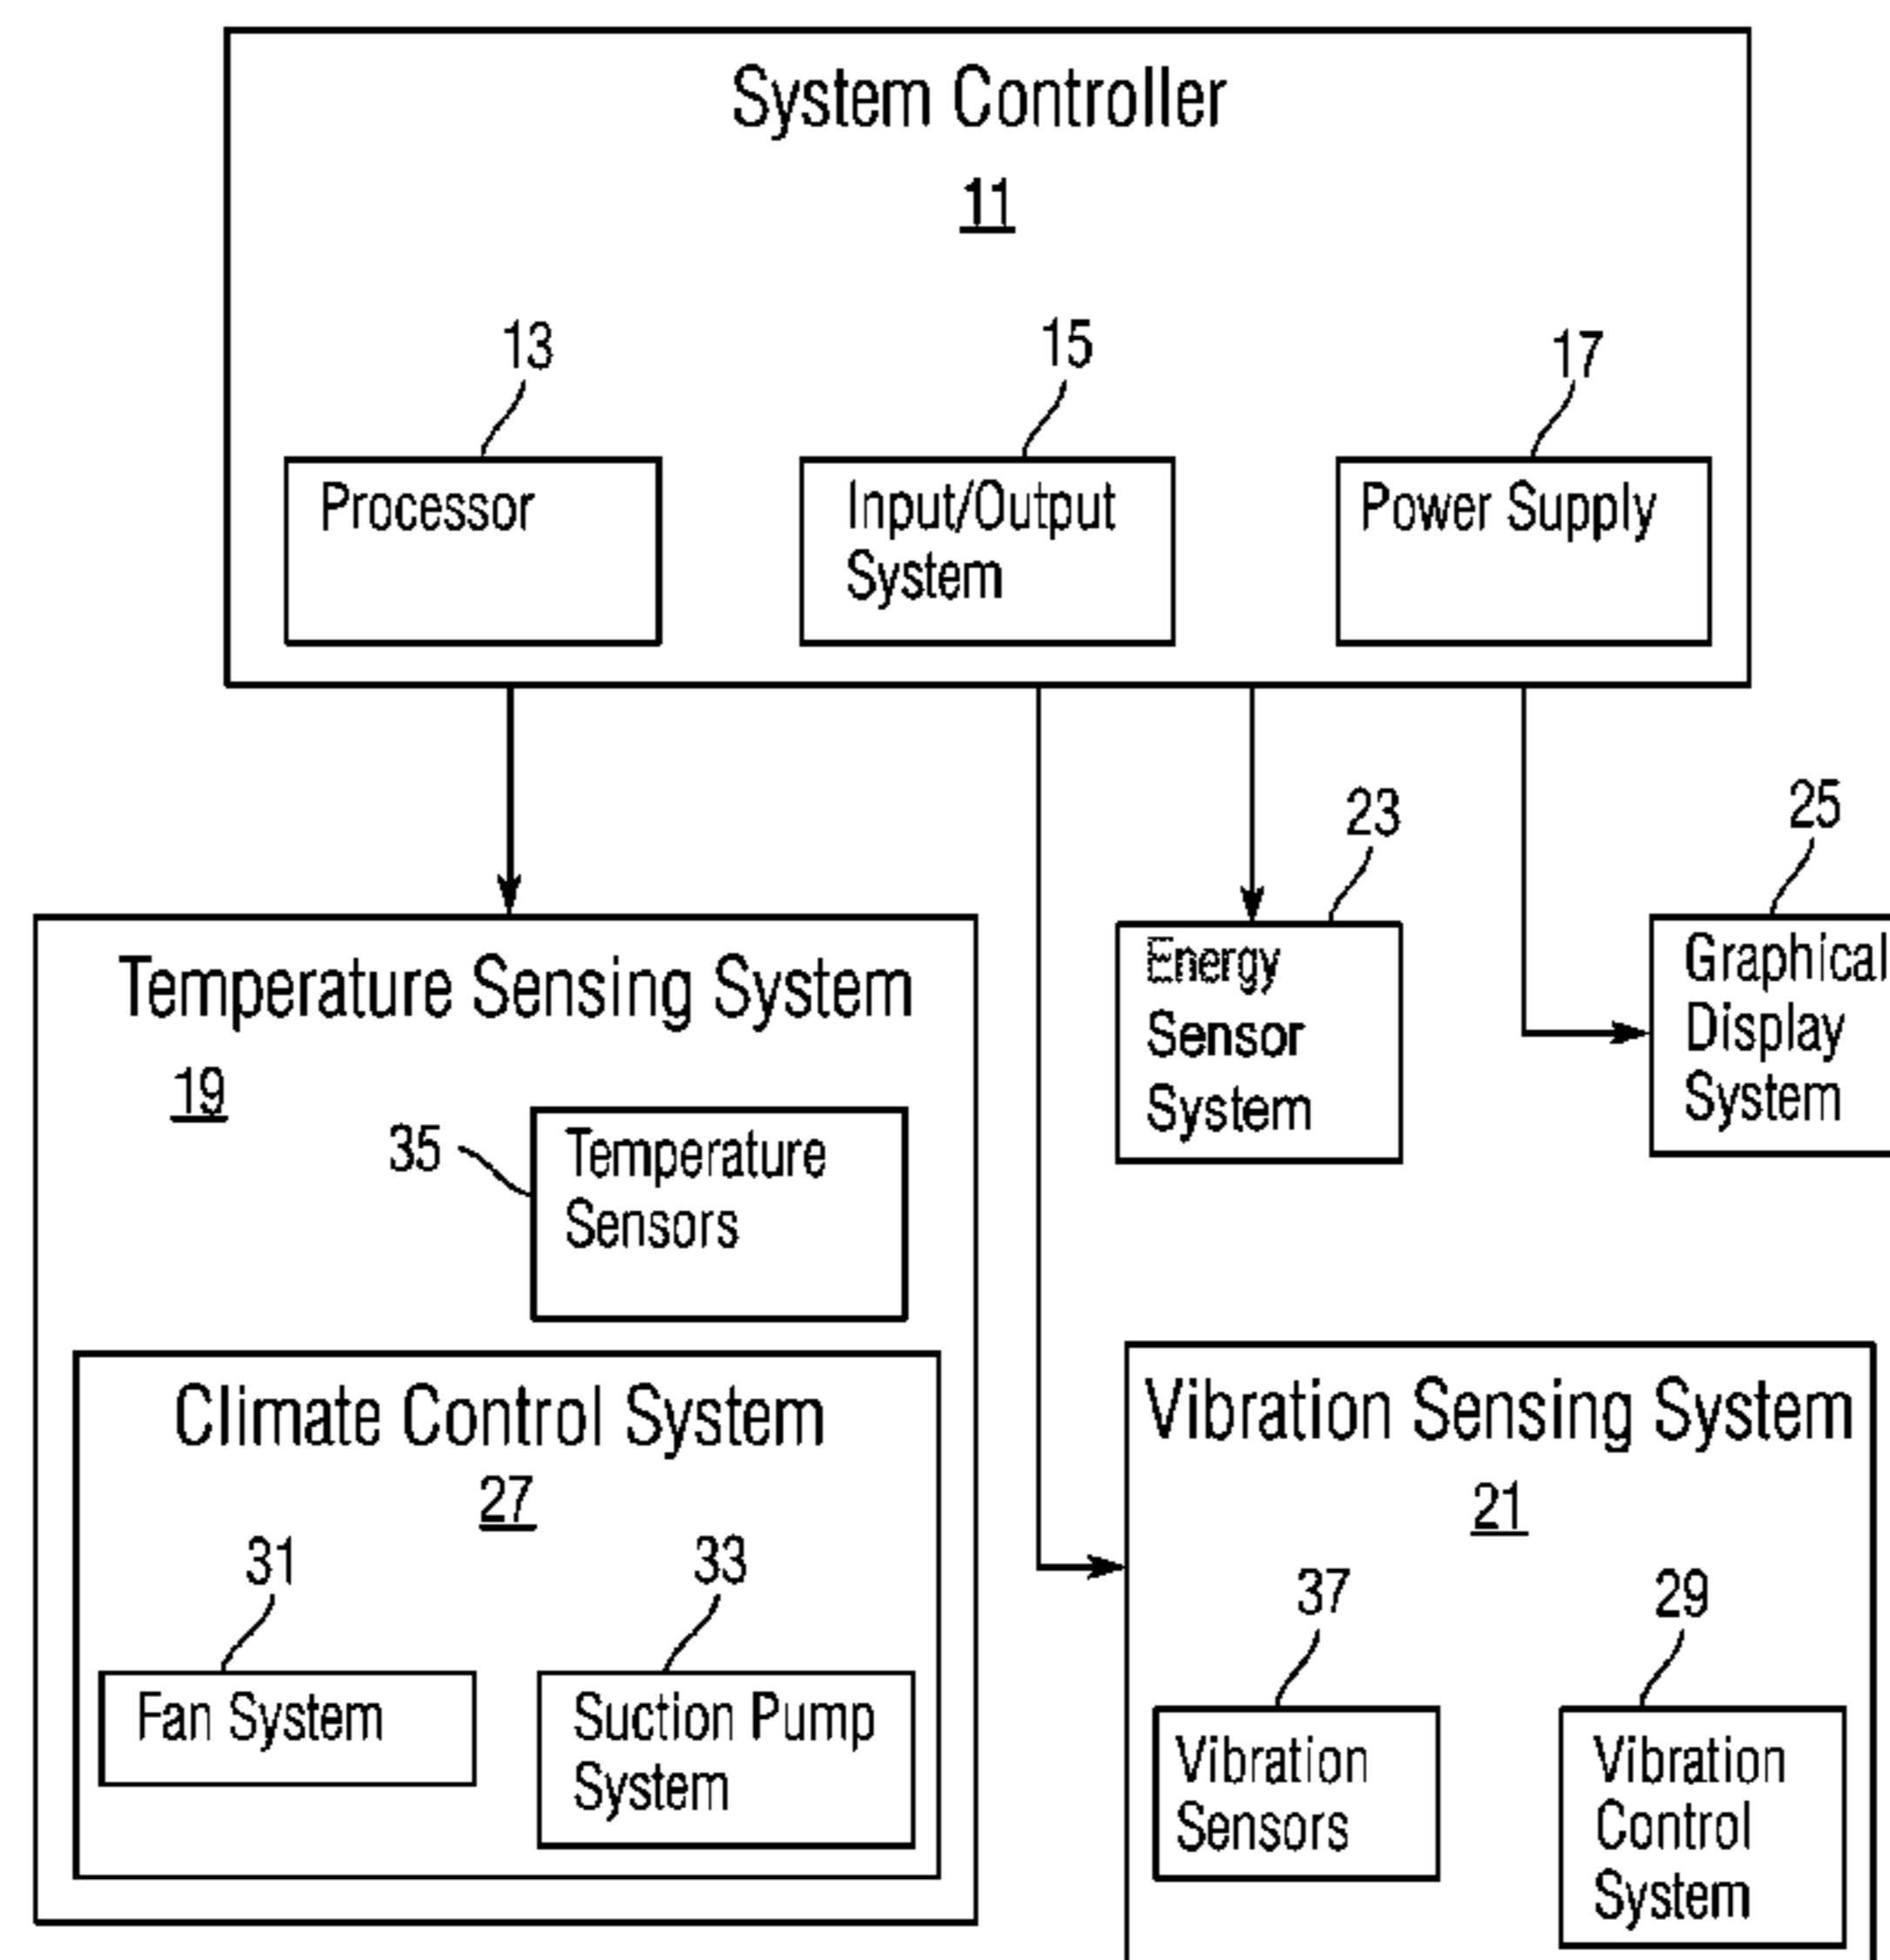 System Controller
11
13
15
17
Processor
Input/Output
System
Power Supply
23
25
Temperature Sensing System
19
35
Temperature
Sensors
Energy
Sensor
System
Graphical
Display
System
Climate Control System
27
31
33
Fan System
Suction Pump
System
Vibration Sensing System
21
37
29
Vibration
Sensors
Vibration
Control
System